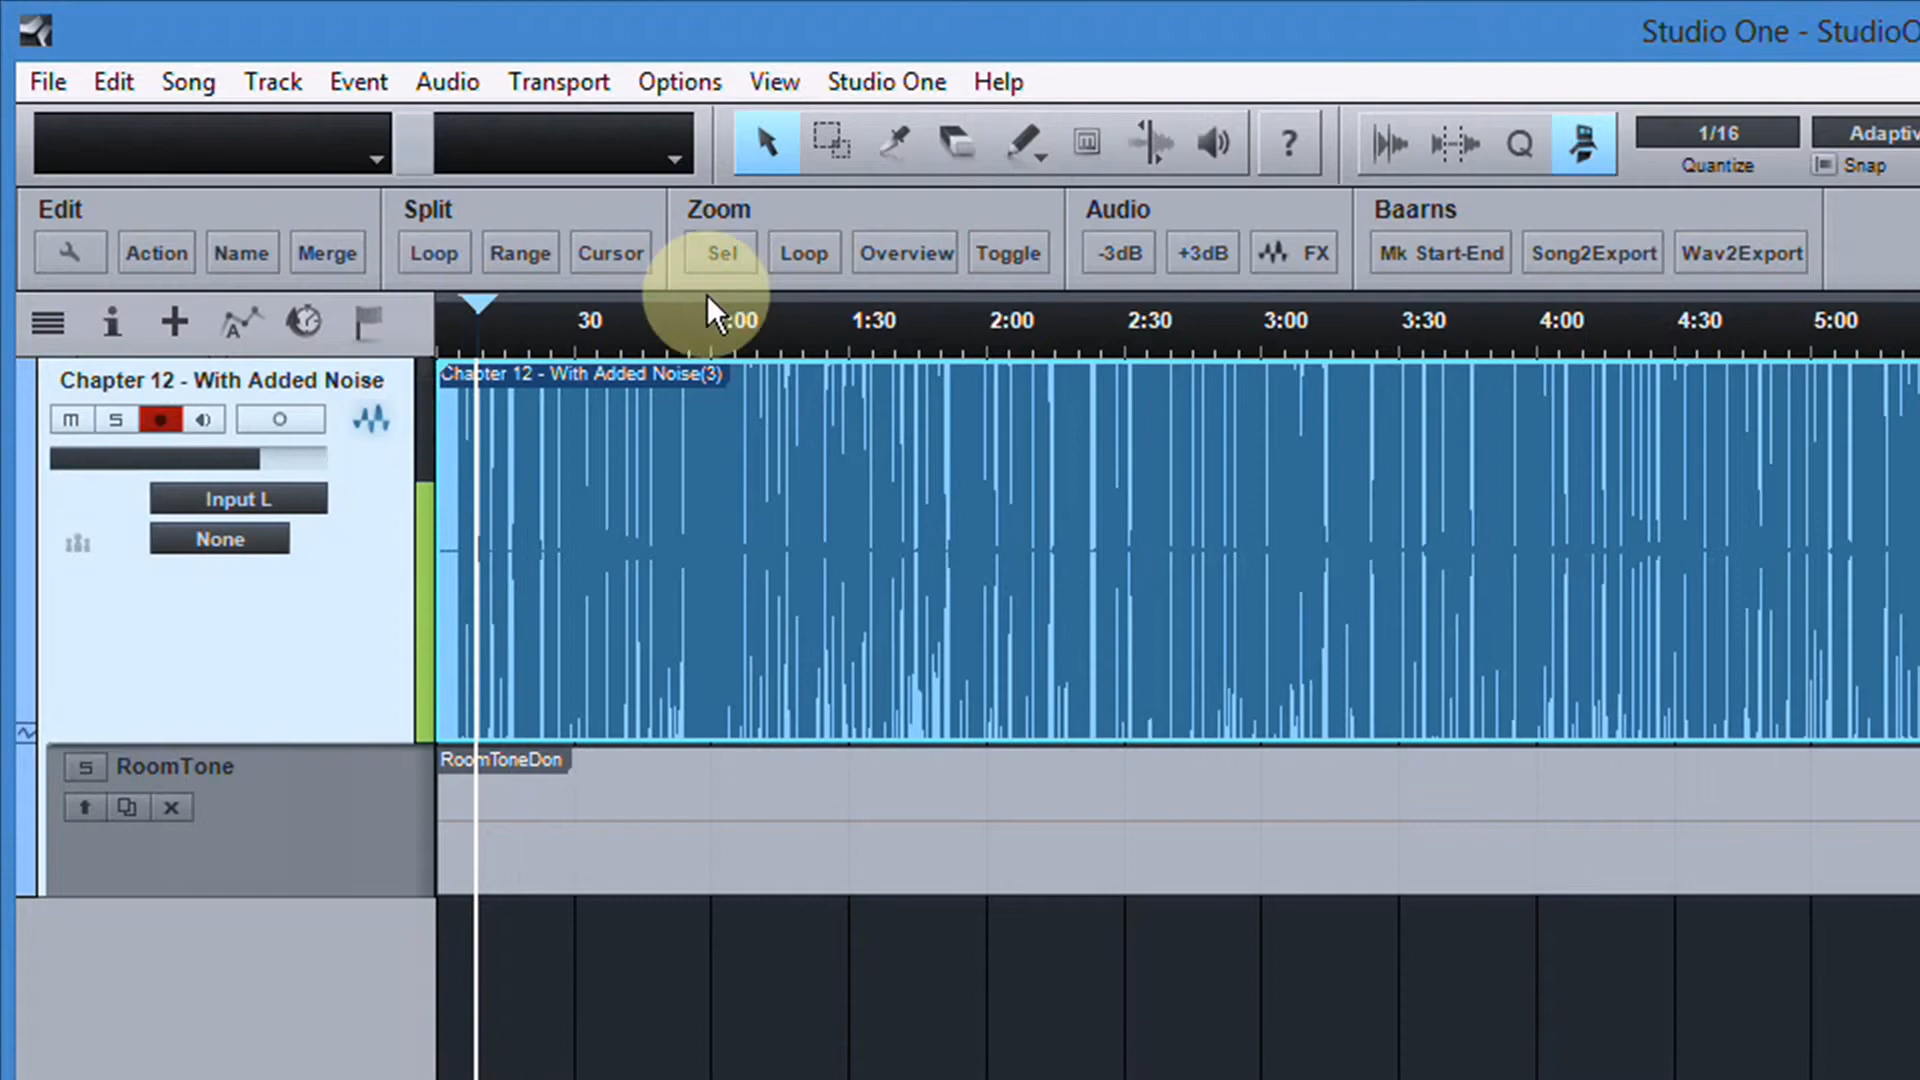 Studio One - StudioO
File Edit Song Track Event Audio Transport Options View Studio One Help
? Q 1/16 Adaptiv
Quantize Snap
Edit Split Zoom Audio Baarns
Action Name Merge Loop Range Cursor Sel Loop Overview Toggle -3dB +3dB FX Mk Start-End Song2Export Wav2Export
30 :00 1:30 2:00 2:30 3:00 3:30 4:00 4:30 5:00
Chapter 12 - With Added Noise
Chapter 12 - With Added Noise(3)
m S
Input L
None
RoomToneDon
S RoomTone